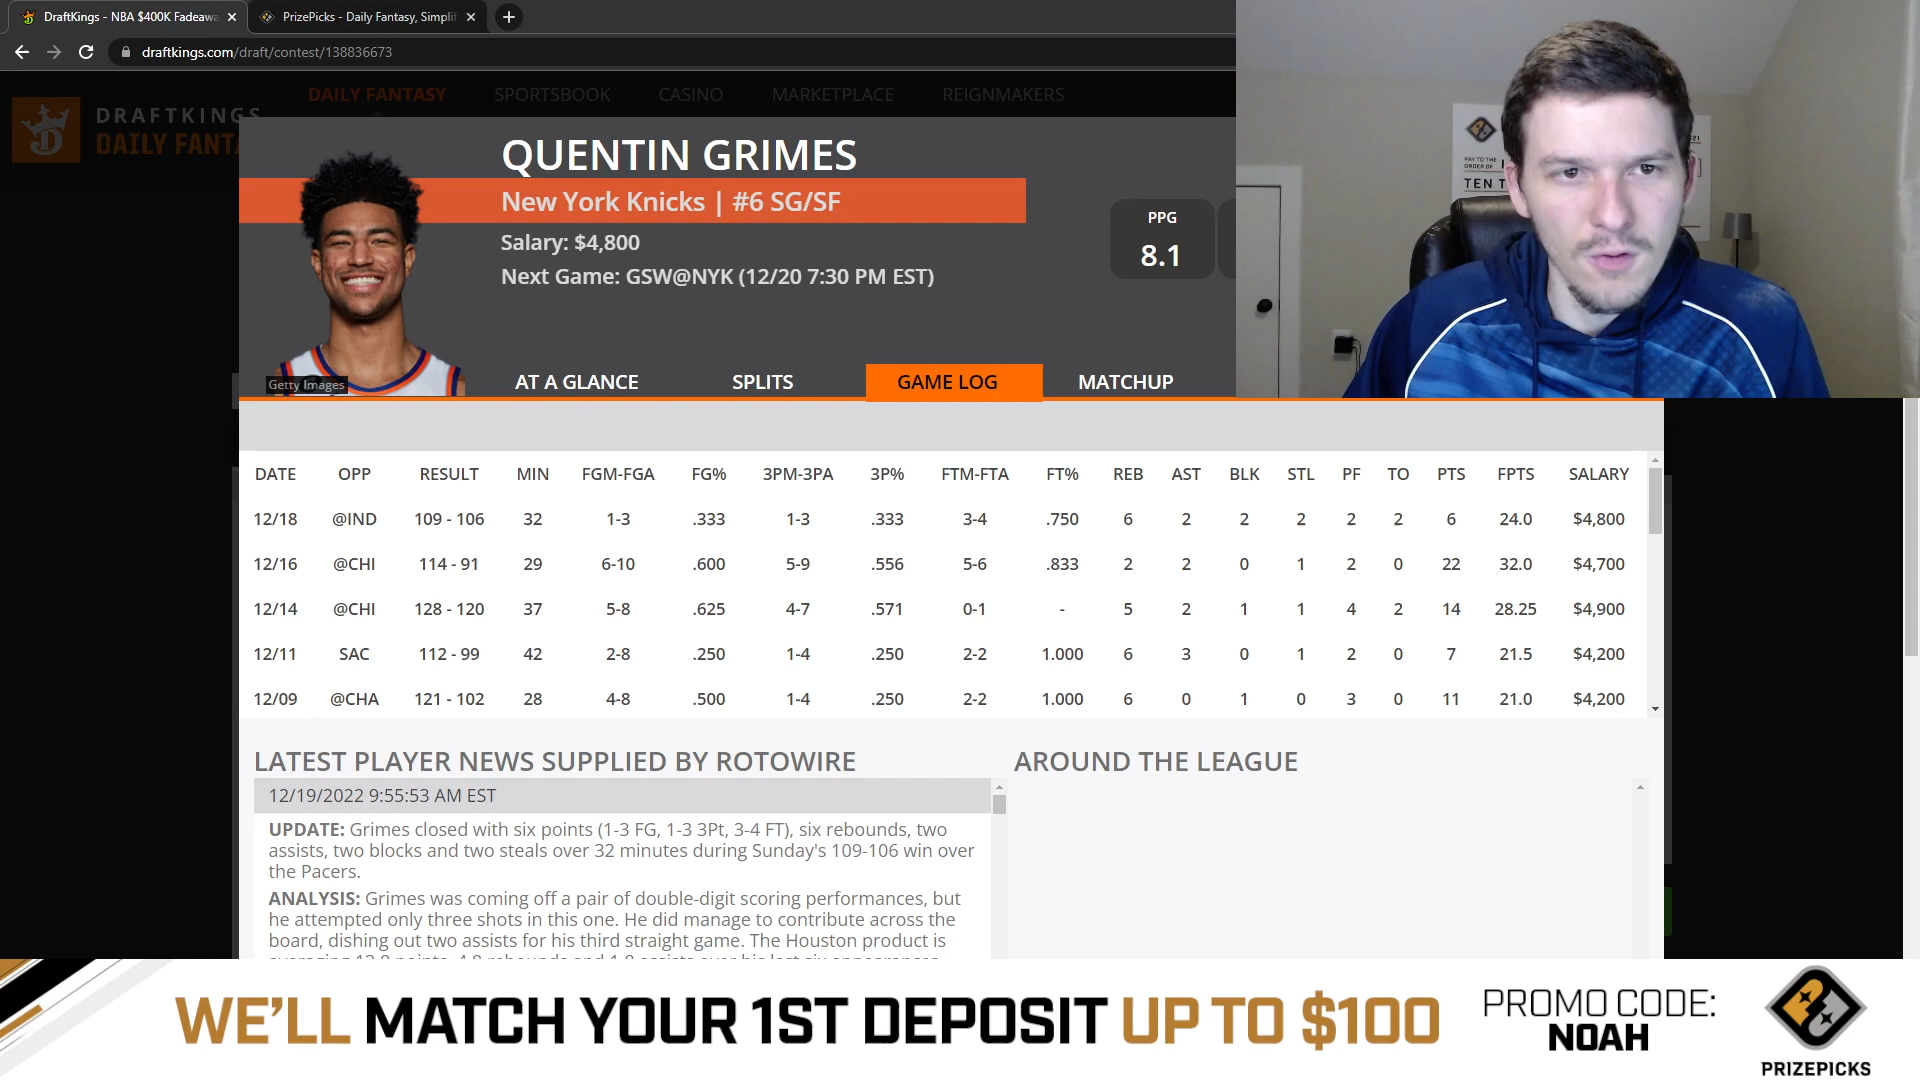 DraftKings - NBA $400K Fadeawa
PrizePicks - Daily Fantasy, Simplif
draftkings.com/draft/contest/138836673
DRAFTKINGS
DAILY FANTA
DAILY FANTASY SPORTSBOOK CASINO MARKETPLACE REIGNMAKERS
QUENTIN GRIMES
New York Knicks | #6 SG/SF
Salary: $4,800
Next Game: GSW@NYK (12/20 7:30 PM EST)
PPG
8.1
PAY TO THE
ORDER OF
TEN T
21
Getty Images
AT A GLANCE SPLITS GAME LOG MATCHUP
DATE OPP RESULT MIN FGM-FGA FG% 3PM-3PA 3P% FTM-FTA FT% REB AST BLK STL PF TO PTS FPTS SALARY
12/18 @IND 109 - 106 32 1-3 .333 1-3 .333 3-4 .750 6 2 2 2 2 2 6 24.0 $4,800
12/16 @CHI 114 - 91 29 6-10 .600 5-9 .556 5-6 .833 2 2 0 1 2 0 22 32.0 $4,700
12/14 @CHI 128 - 120 37 5-8 .625 4-7 .571 0-1 - 5 2 1 1 4 2 14 28.25 $4,900
12/11 SAC 112 - 99 42 2-8 .250 1-4 .250 2-2 1.000 6 3 0 1 2 0 7 21.5 $4,200
12/09 @CHA 121 - 102 28 4-8 .500 1-4 .250 2-2 1.000 6 0 1 0 3 0 11 21.0 $4,200
LATEST PLAYER NEWS SUPPLIED BY ROTOWIRE
12/19/2022 9:55:53 AM EST
UPDATE: Grimes closed with six points (1-3 FG, 1-3 3Pt, 3-4 FT), six rebounds, two
assists, two blocks and two steals over 32 minutes during Sunday's 109-106 win over
the Pacers.
ANALYSIS: Grimes was coming off a pair of double-digit scoring performances, but
he attempted only three shots in this one. He did manage to contribute across the
board, dishing out two assists for his third straight game. The Houston product is
AROUND THE LEAGUE
WE'LL MATCH YOUR 1ST DEPOSIT UP TO $100
PROMO CODE:
NOAH
PRIZEPICKS